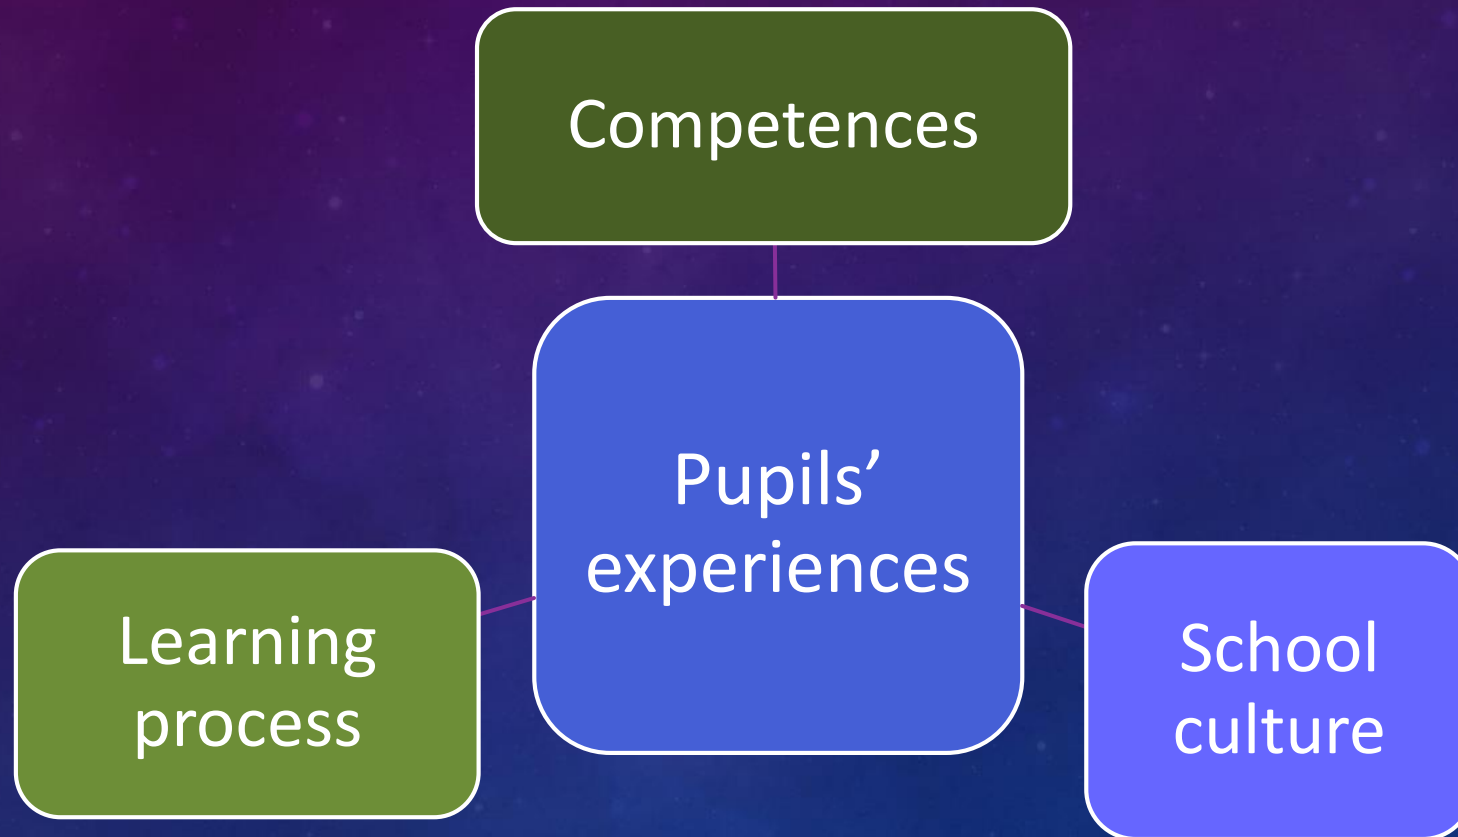 Competences
Pupils’
experiences
Learning
process
School
culture